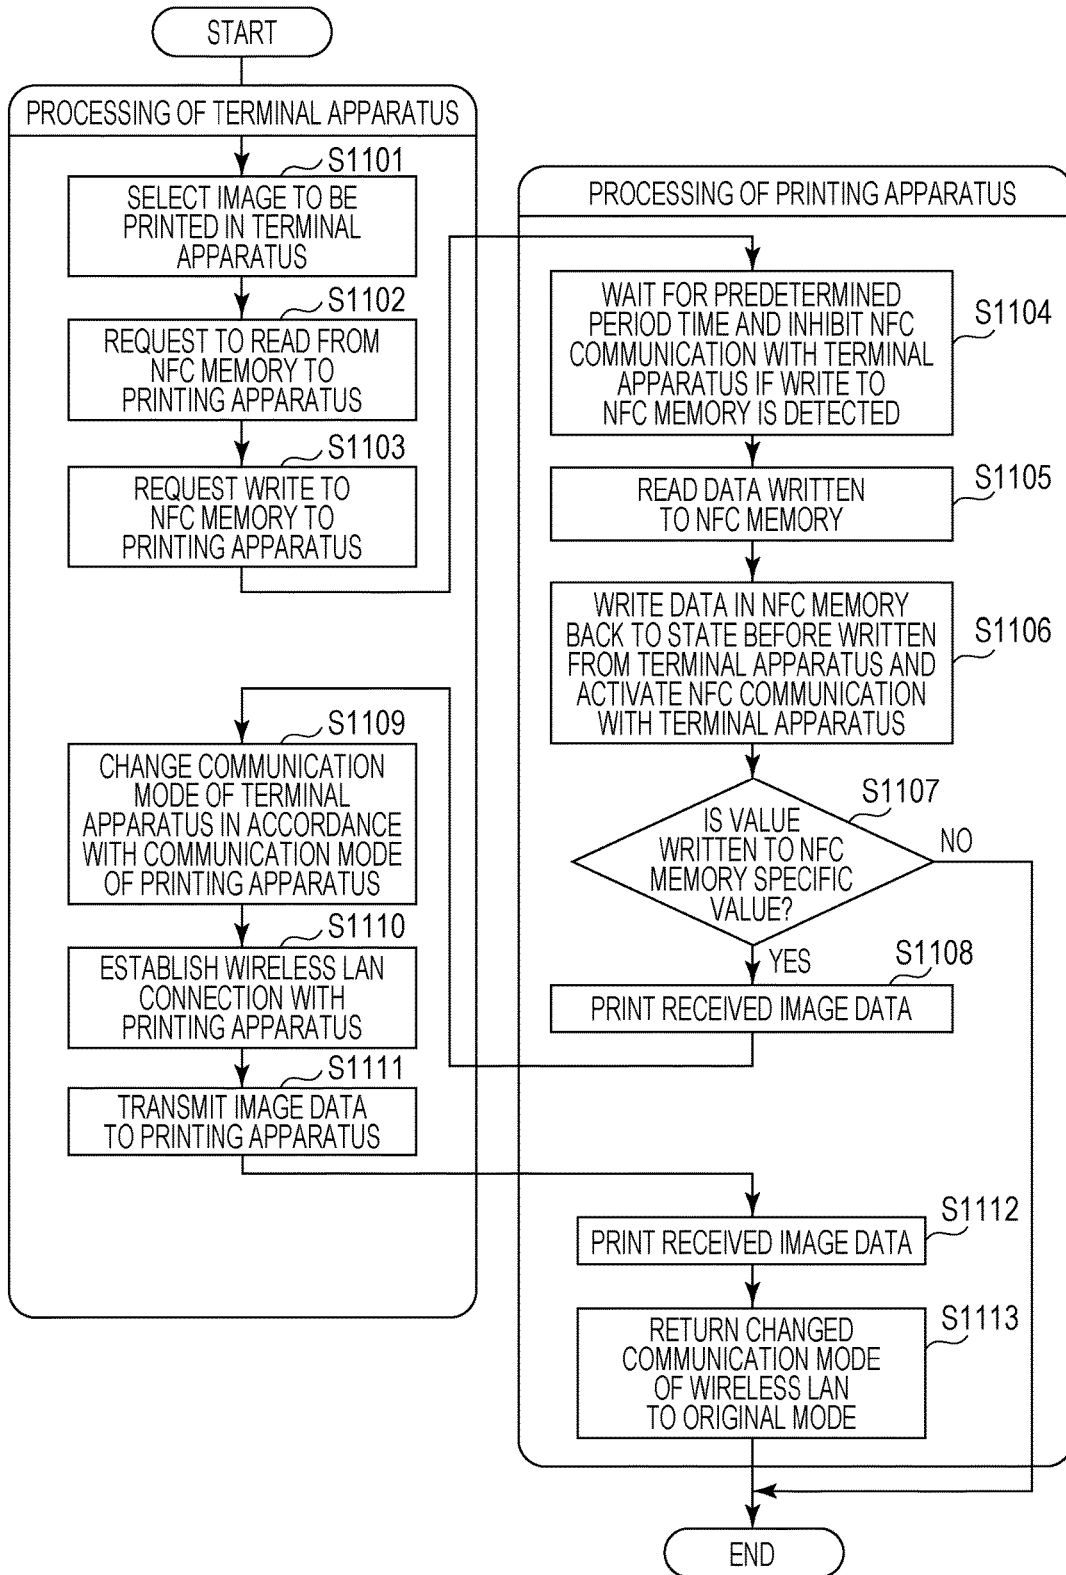 START
PROCESSING OF TERMINAL APPARATUS
S1101
SELECT IMAGE TO BE
PRINTED IN TERMINAL
APPARATUS
S1102
REQUEST TO READ FROM
NFC MEMORY TO
PRINTING APPARATUS
S1103
REQUEST WRITE TO
NFC MEMORY TO
PRINTING APPARATUS
PROCESSING OF PRINTING APPARATUS
WAIT FOR PREDETERMINED
PERIOD TIME AND INHIBIT NFC
COMMUNICATION WITH TERMINAL
APPARATUS IF WRITE TO
NFC MEMORY IS DETECTED
S1104
READ DATA WRITTEN
TO NFC MEMORY
S1105
WRITE DATA IN NFC MEMORY
BACK TO STATE BEFORE WRITTEN
FROM TERMINAL APPARATUS AND
ACTIVATE NFC COMMUNICATION
WITH TERMINAL APPARATUS
S1106
S1107
IS VALUE
WRITTEN TO NFC
MEMORY SPECIFIC
VALUE?
NO
YES
S1108
PRINT RECEIVED IMAGE DATA
S1109
CHANGE COMMUNICATION
MODE OF TERMINAL
APPARATUS IN ACCORDANCE
WITH COMMUNICATION MODE
OF PRINTING APPARATUS
S1110
ESTABLISH WIRELESS LAN
CONNECTION WITH
PRINTING APPARATUS
S1111
TRANSMIT IMAGE DATA
TO PRINTING APPARATUS
S1112
PRINT RECEIVED IMAGE DATA
S1113
RETURN CHANGED
COMMUNICATION MODE
OF WIRELESS LAN
TO ORIGINAL MODE
END